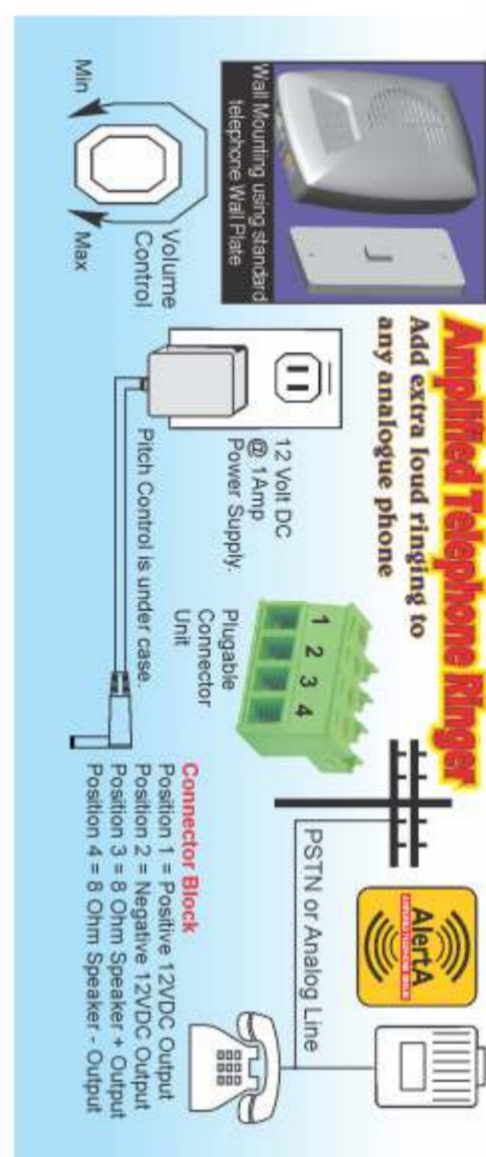 Amplified Telephone Ringer
Add extra loud ringing to
any analogue phone
Wall Mounting using standard
telephone Wall Plate
Volume
Control
Min
Max
12 Volt DC
@ 1 Amp
Power Supply.
Pitch Control is under case.
1 2 3 4
Plugable
Connector
Unit
PSTN or Analog Line
AlertA
Connector Block
Position 1 = Positive 12VDC Output
Position 2 = Negative 12VDC Output
Position 3 = 8 Ohm Speaker + Output
Position 4 = 8 Ohm Speaker - Output